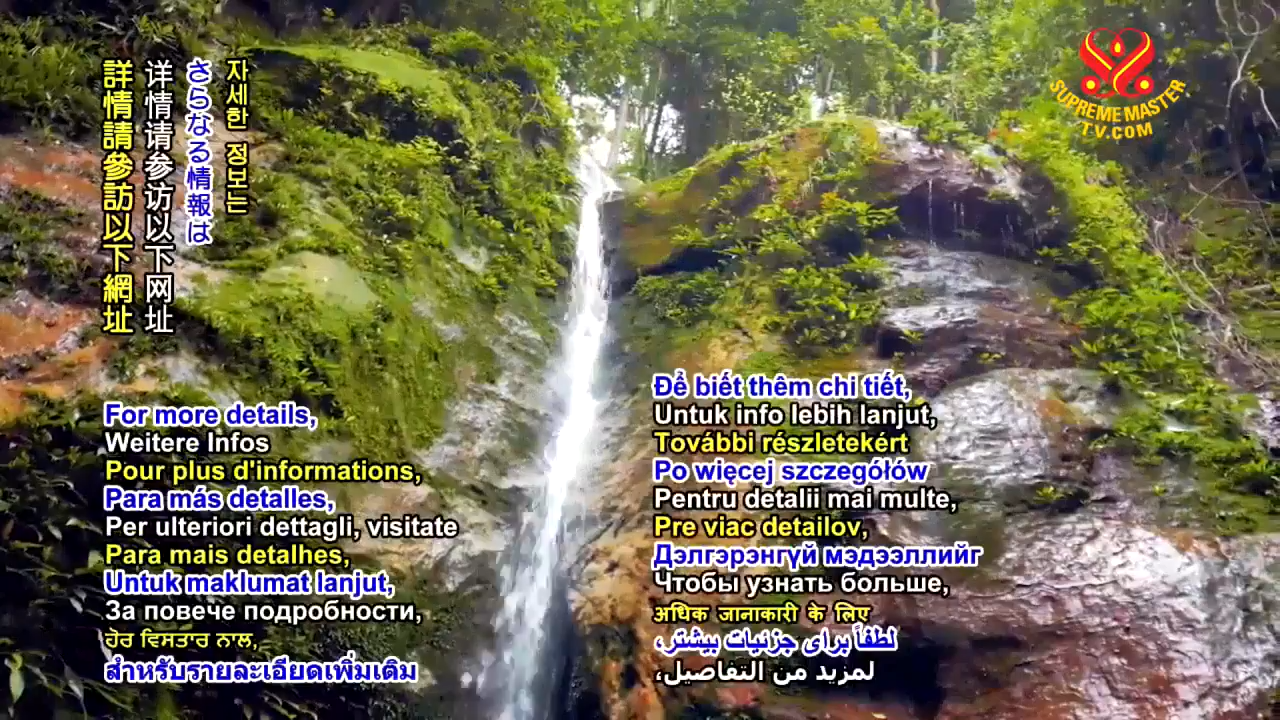 詳情請參訪以下網址
详情请参访以下网址
さらなる情報は
자세한 정보는
SUPREME MASTER
TV.COM
For more details,
Weitere Infos
Pour plus d'informations,
Para más detalles,
Per ulteriori dettagli, visitate
Para mais detalhes,
Untuk maklumat lanjut,
За повече подробности,
ਹੋਰ ਵਿਸਤਾਰ ਨਾਲ,
สำหรับรายละเอียดเพิ่มเติม
Để biết thêm chi tiết,
Untuk info lebih lanjut,
További részletekért
Po więcej szczegółów
Pentru detalii mai multe,
Pre viac detailov,
Дэлгэрэнгүй мэдээллийг
Чтобы узнать больше,
अधिक जानाकारी के लिए
لطفاً برای جزئیات بیشتر،
لمزيد من التفاصيل،